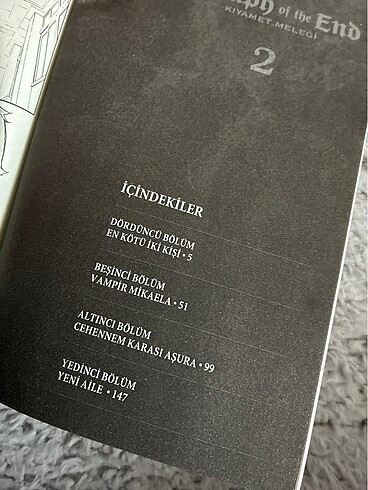 of the End
KIYAMET MELEĞİ
2
İÇİNDEKİLER
DÖRDÜNCÜ BÖLÜM
EN KÖTÜ İKİ KİŞİ • 5
BEŞİNCİ BÖLÜM
VAMPİR MİKAELA • 51
ALTINCI BÖLÜM
CEHENNEM KARASI AŞURA • 99
YEDİNCİ BÖLÜM
YENİ AİLE • 147